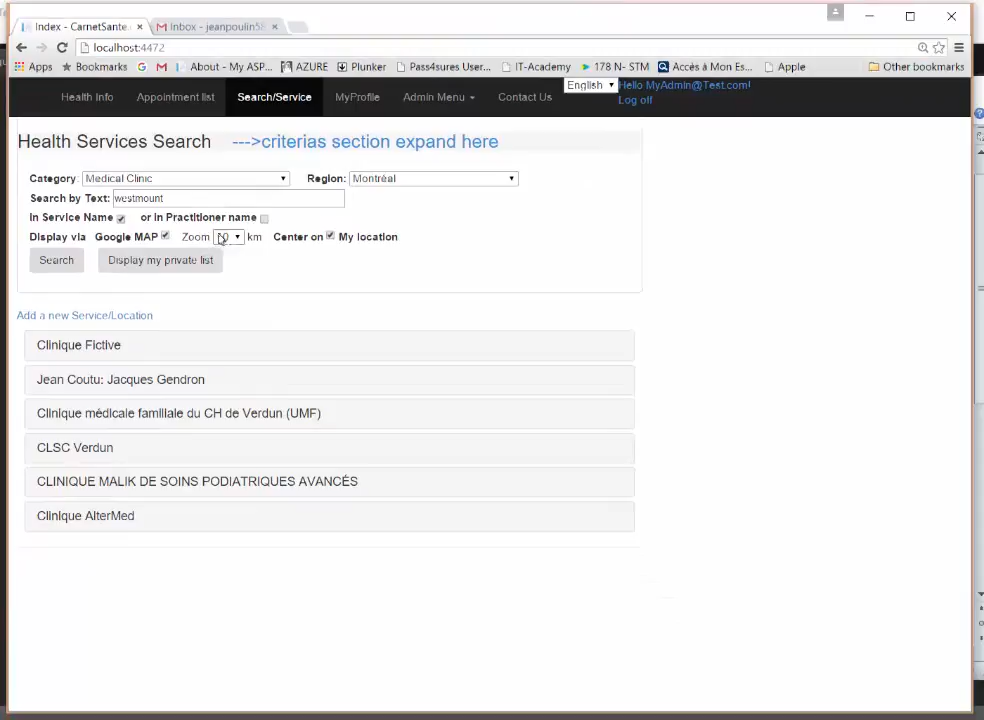 Index - CarnetSante. × Inbox - jeanpoulin58 ×
localhost:4472
Apps Bookmarks About - My ASP... AZURE Plunker Pass4sures User... IT-Academy 178 N- STM Accès à Mon Es... Apple Other bookmarks
Health Info Appointment list Search/Service MyProfile Admin Menu Contact Us English Hello MyAdmin@Test.com!
Log off
Health Services Search --->criterias section expand here
Category: Medical Clinic Region: Montréal
Search by Text: westmount
In Service Name or in Practitioner name
Display via Google MAP Zoom km Center on My location
Search Display my private list
Add a new Service/Location
Clinique Fictive
Jean Coutu: Jacques Gendron
Clinique médicale familiale du CH de Verdun (UMF)
CLSC Verdun
CLINIQUE MALIK DE SOINS PODIATRIQUES AVANCÉS
Clinique AlterMed